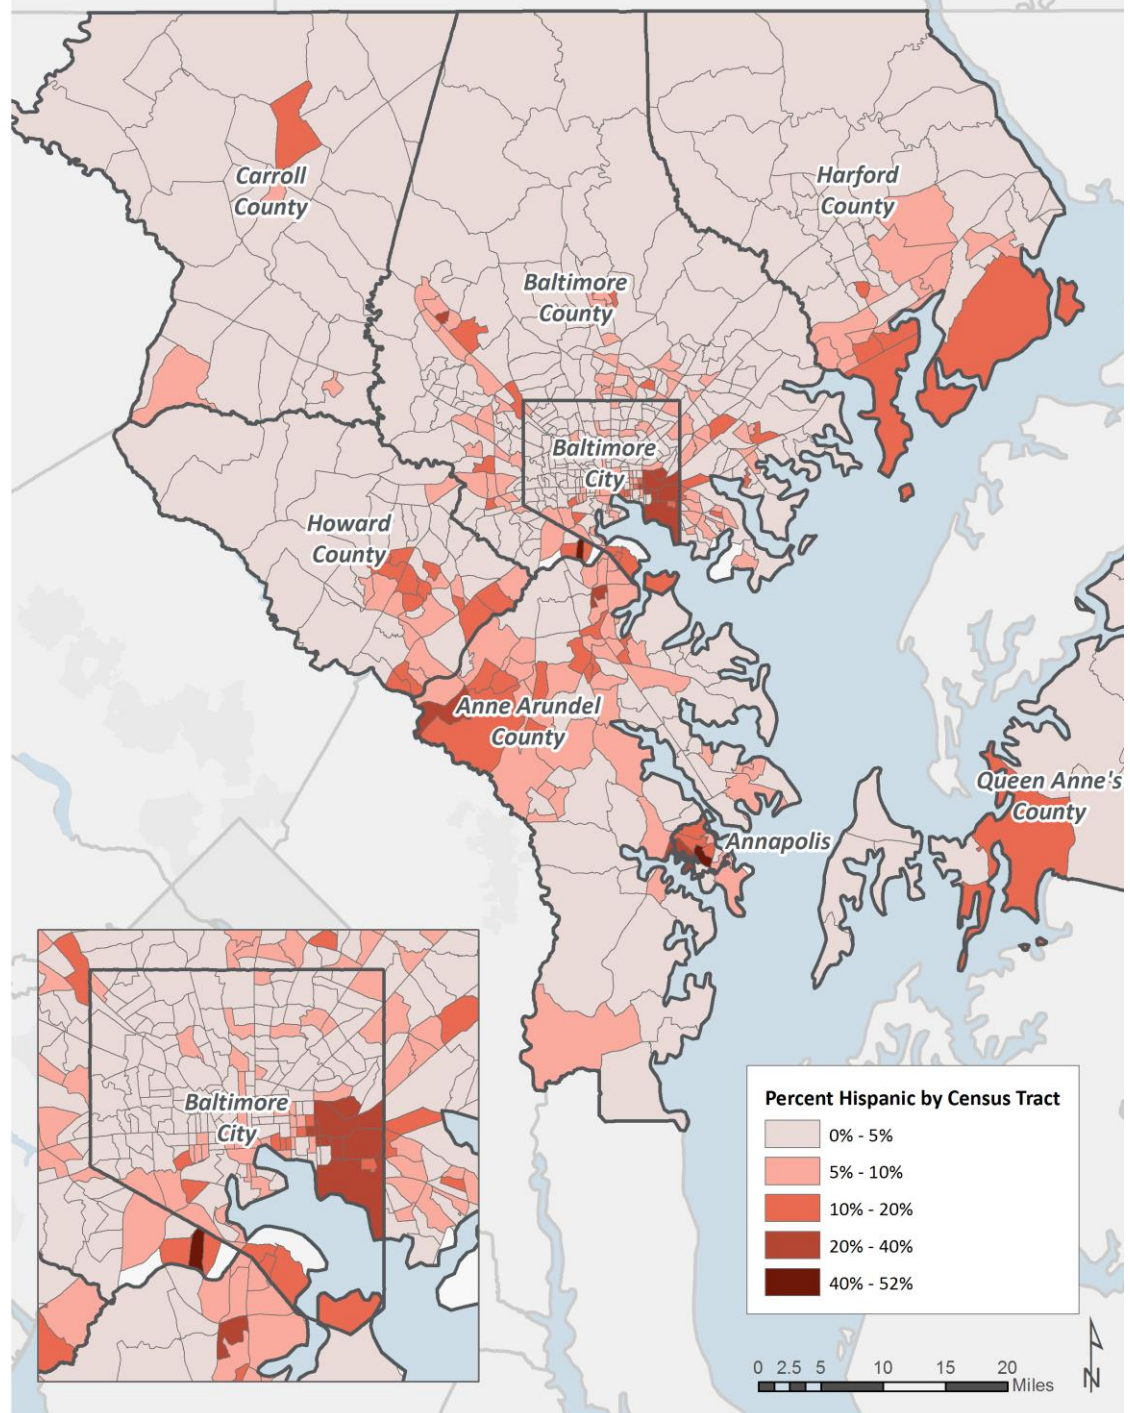 Carroll
County
Harford
County
Baltimore
County
Baltimore
City
Howard
County
Anne Arundel
County
Queen Anne's
County
Annapolis
Baltimore
City
Percent Hispanic by Census Tract
0% - 5%
5% - 10%
10% - 20%
20% - 40%
40% - 52%
0 2.5 5 10 15 20
Miles
N